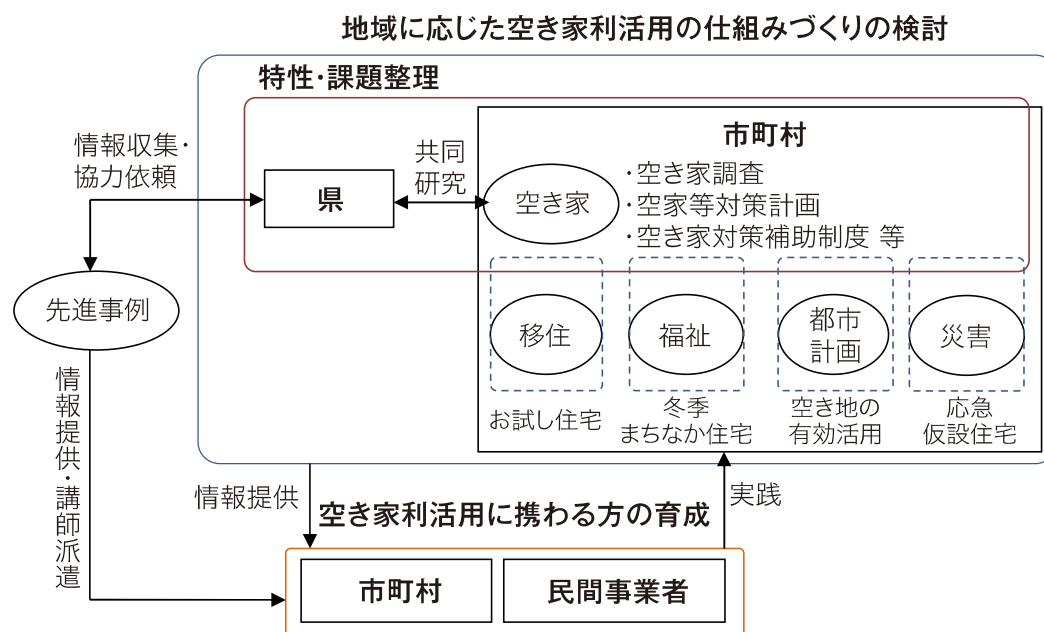 地域に応じた空き家利活用の仕組みづくりの検討
特性・課題整理
市町村
情報収集・
協力依頼
県
共同
研究
空き家
・空き家調査
・空家等対策計画
・空き家対策補助制度 等
先進事例
移住
福祉
都市
計画
災害
お試し住宅
冬季
まちなか住宅
空き地の
有効活用
応急
仮設住宅
情報提供・講師派遣
情報提供
実践
空き家利活用に携わる方の育成
市町村
民間事業者